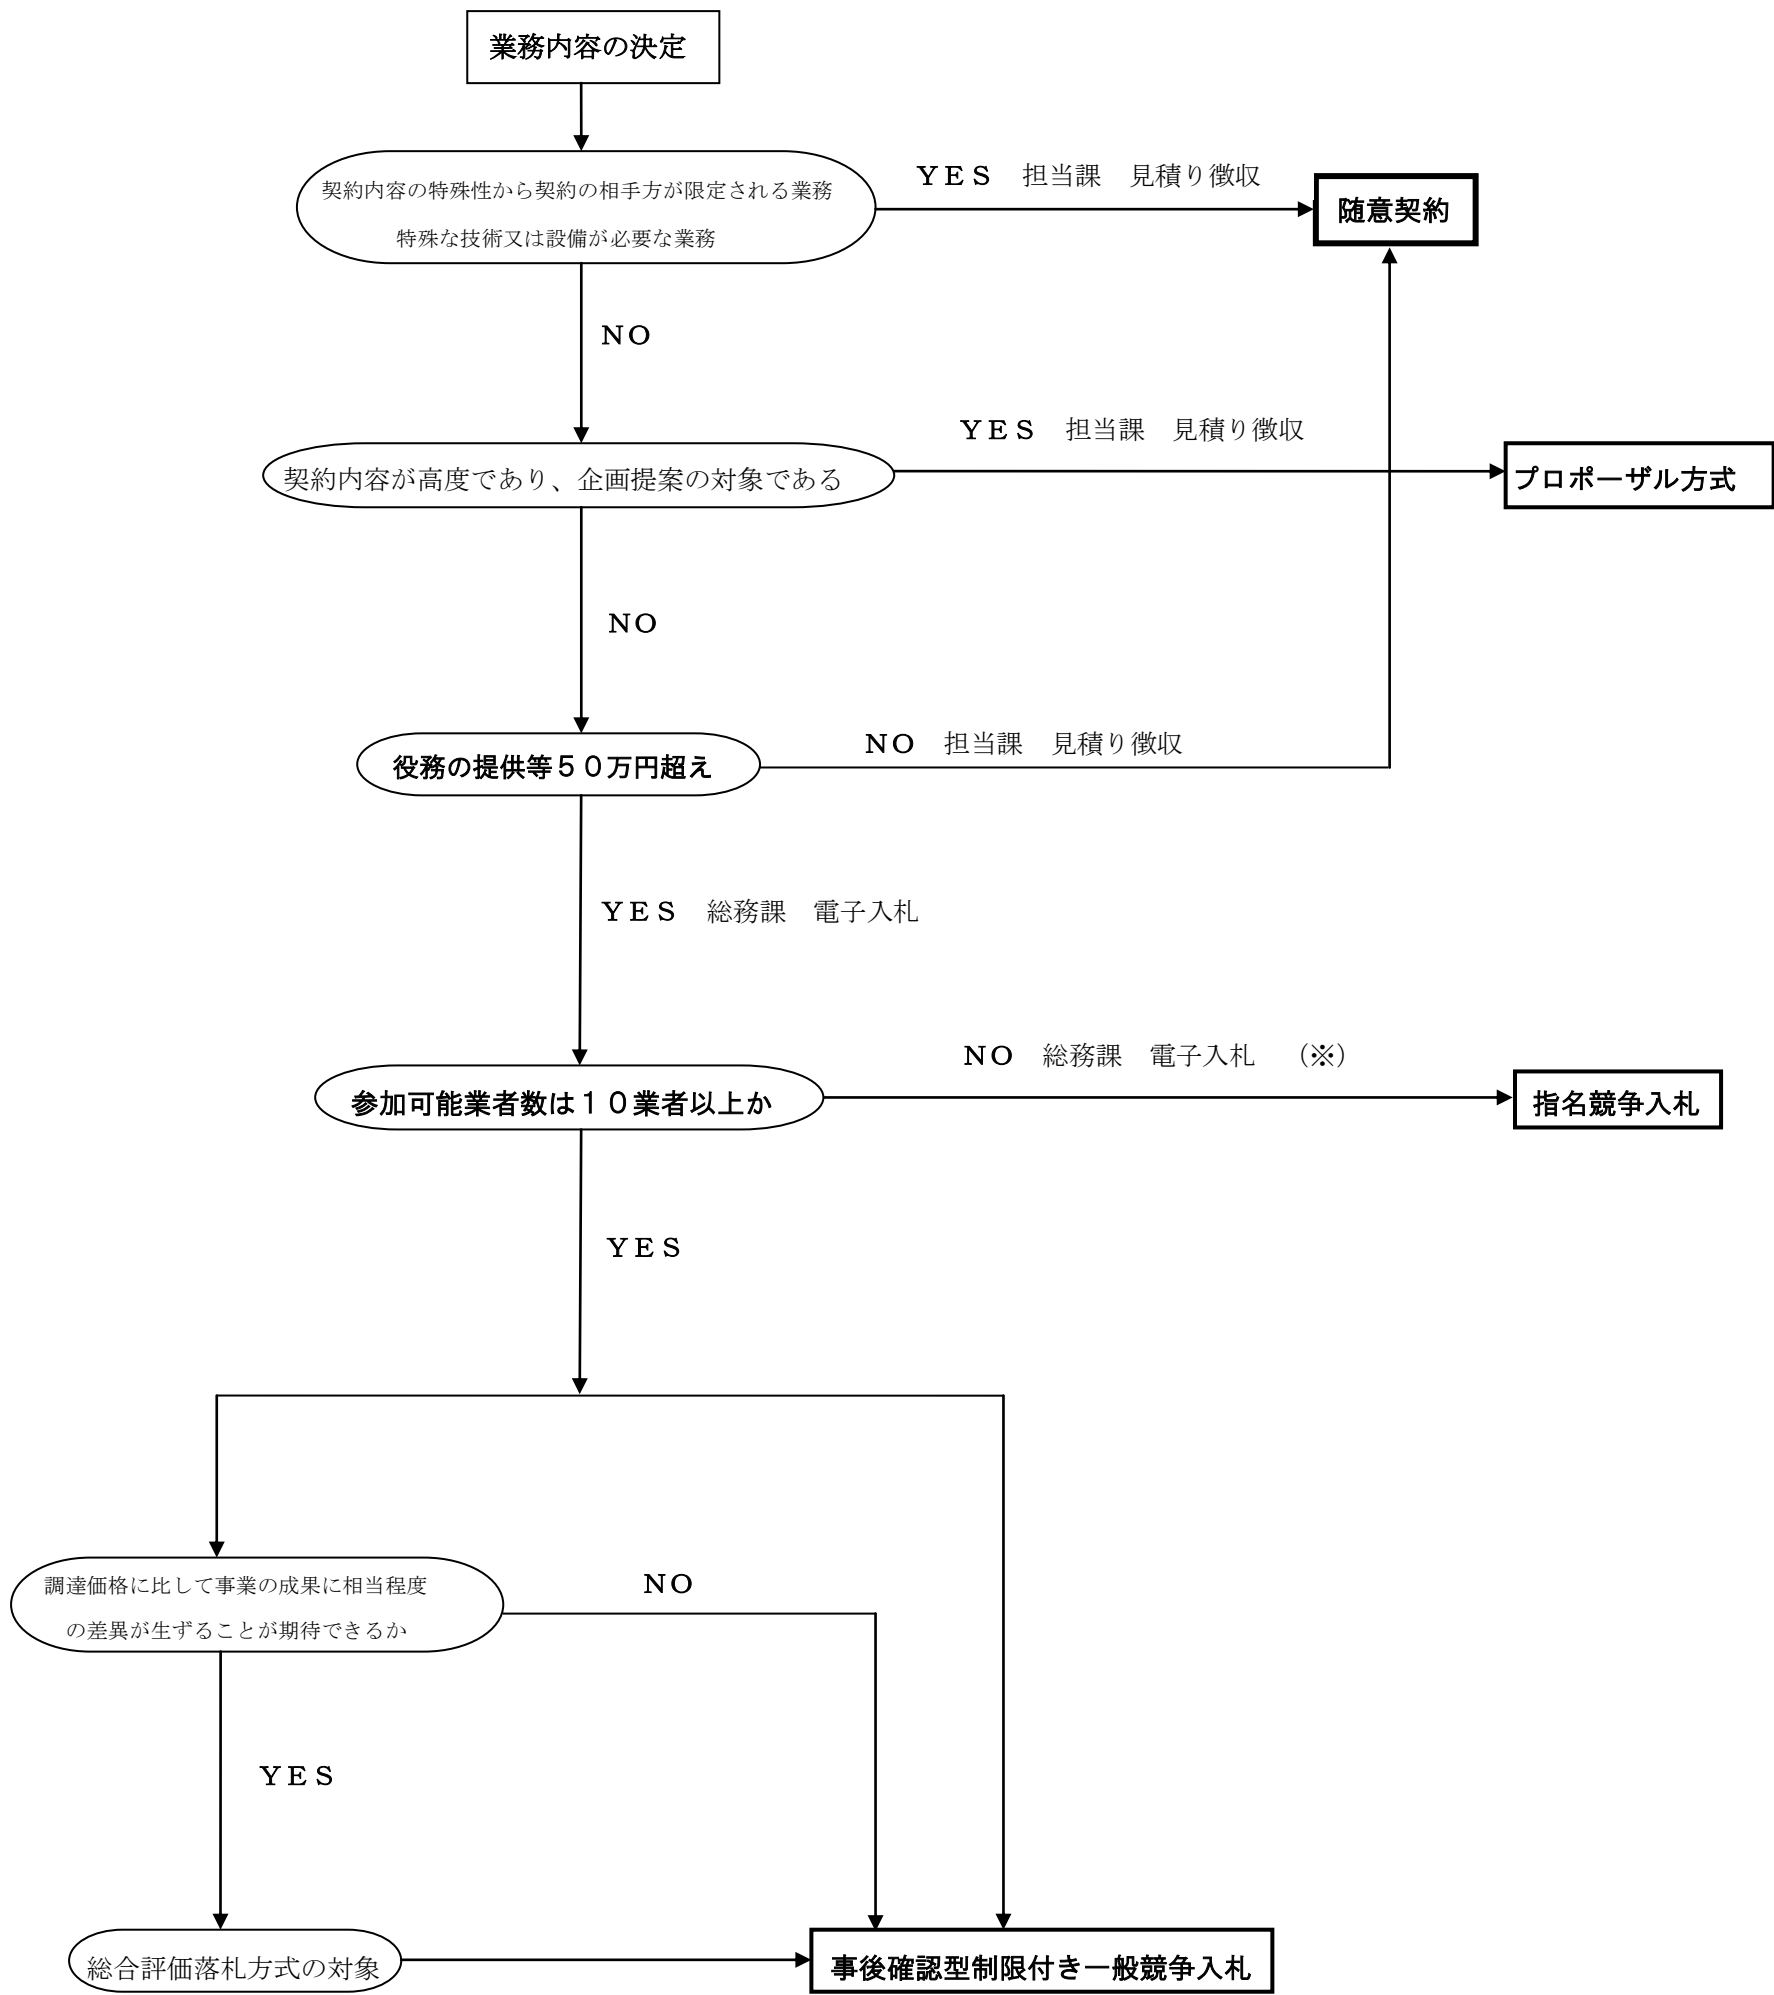 業務内容の決定
契約内容の特殊性から契約の相手方が限定される業務
特殊な技術又は設備が必要な業務
ＹＥＳ　担当課　見積り徴収
随意契約
ＮＯ
契約内容が高度であり、企画提案の対象である
ＹＥＳ　担当課　見積り徴収
プロポーザル方式
ＮＯ
役務の提供等５０万円超え
ＮＯ　担当課　見積り徴収
ＹＥＳ　総務課　電子入札
参加可能業者数は１０業者以上か
ＮＯ　総務課　電子入札　（※）
指名競争入札
ＹＥＳ
調達価格に比して事業の成果に相当程度
の差異が生ずることが期待できるか
ＮＯ
ＹＥＳ
総合評価落札方式の対象
事後確認型制限付き一般競争入札